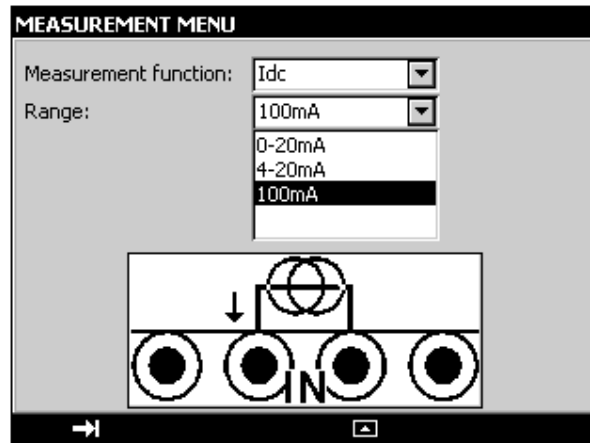 MEASUREMENT MENU
Measurement function: Idc
Range: 100mA
0-20mA
4-20mA
100mA
IN